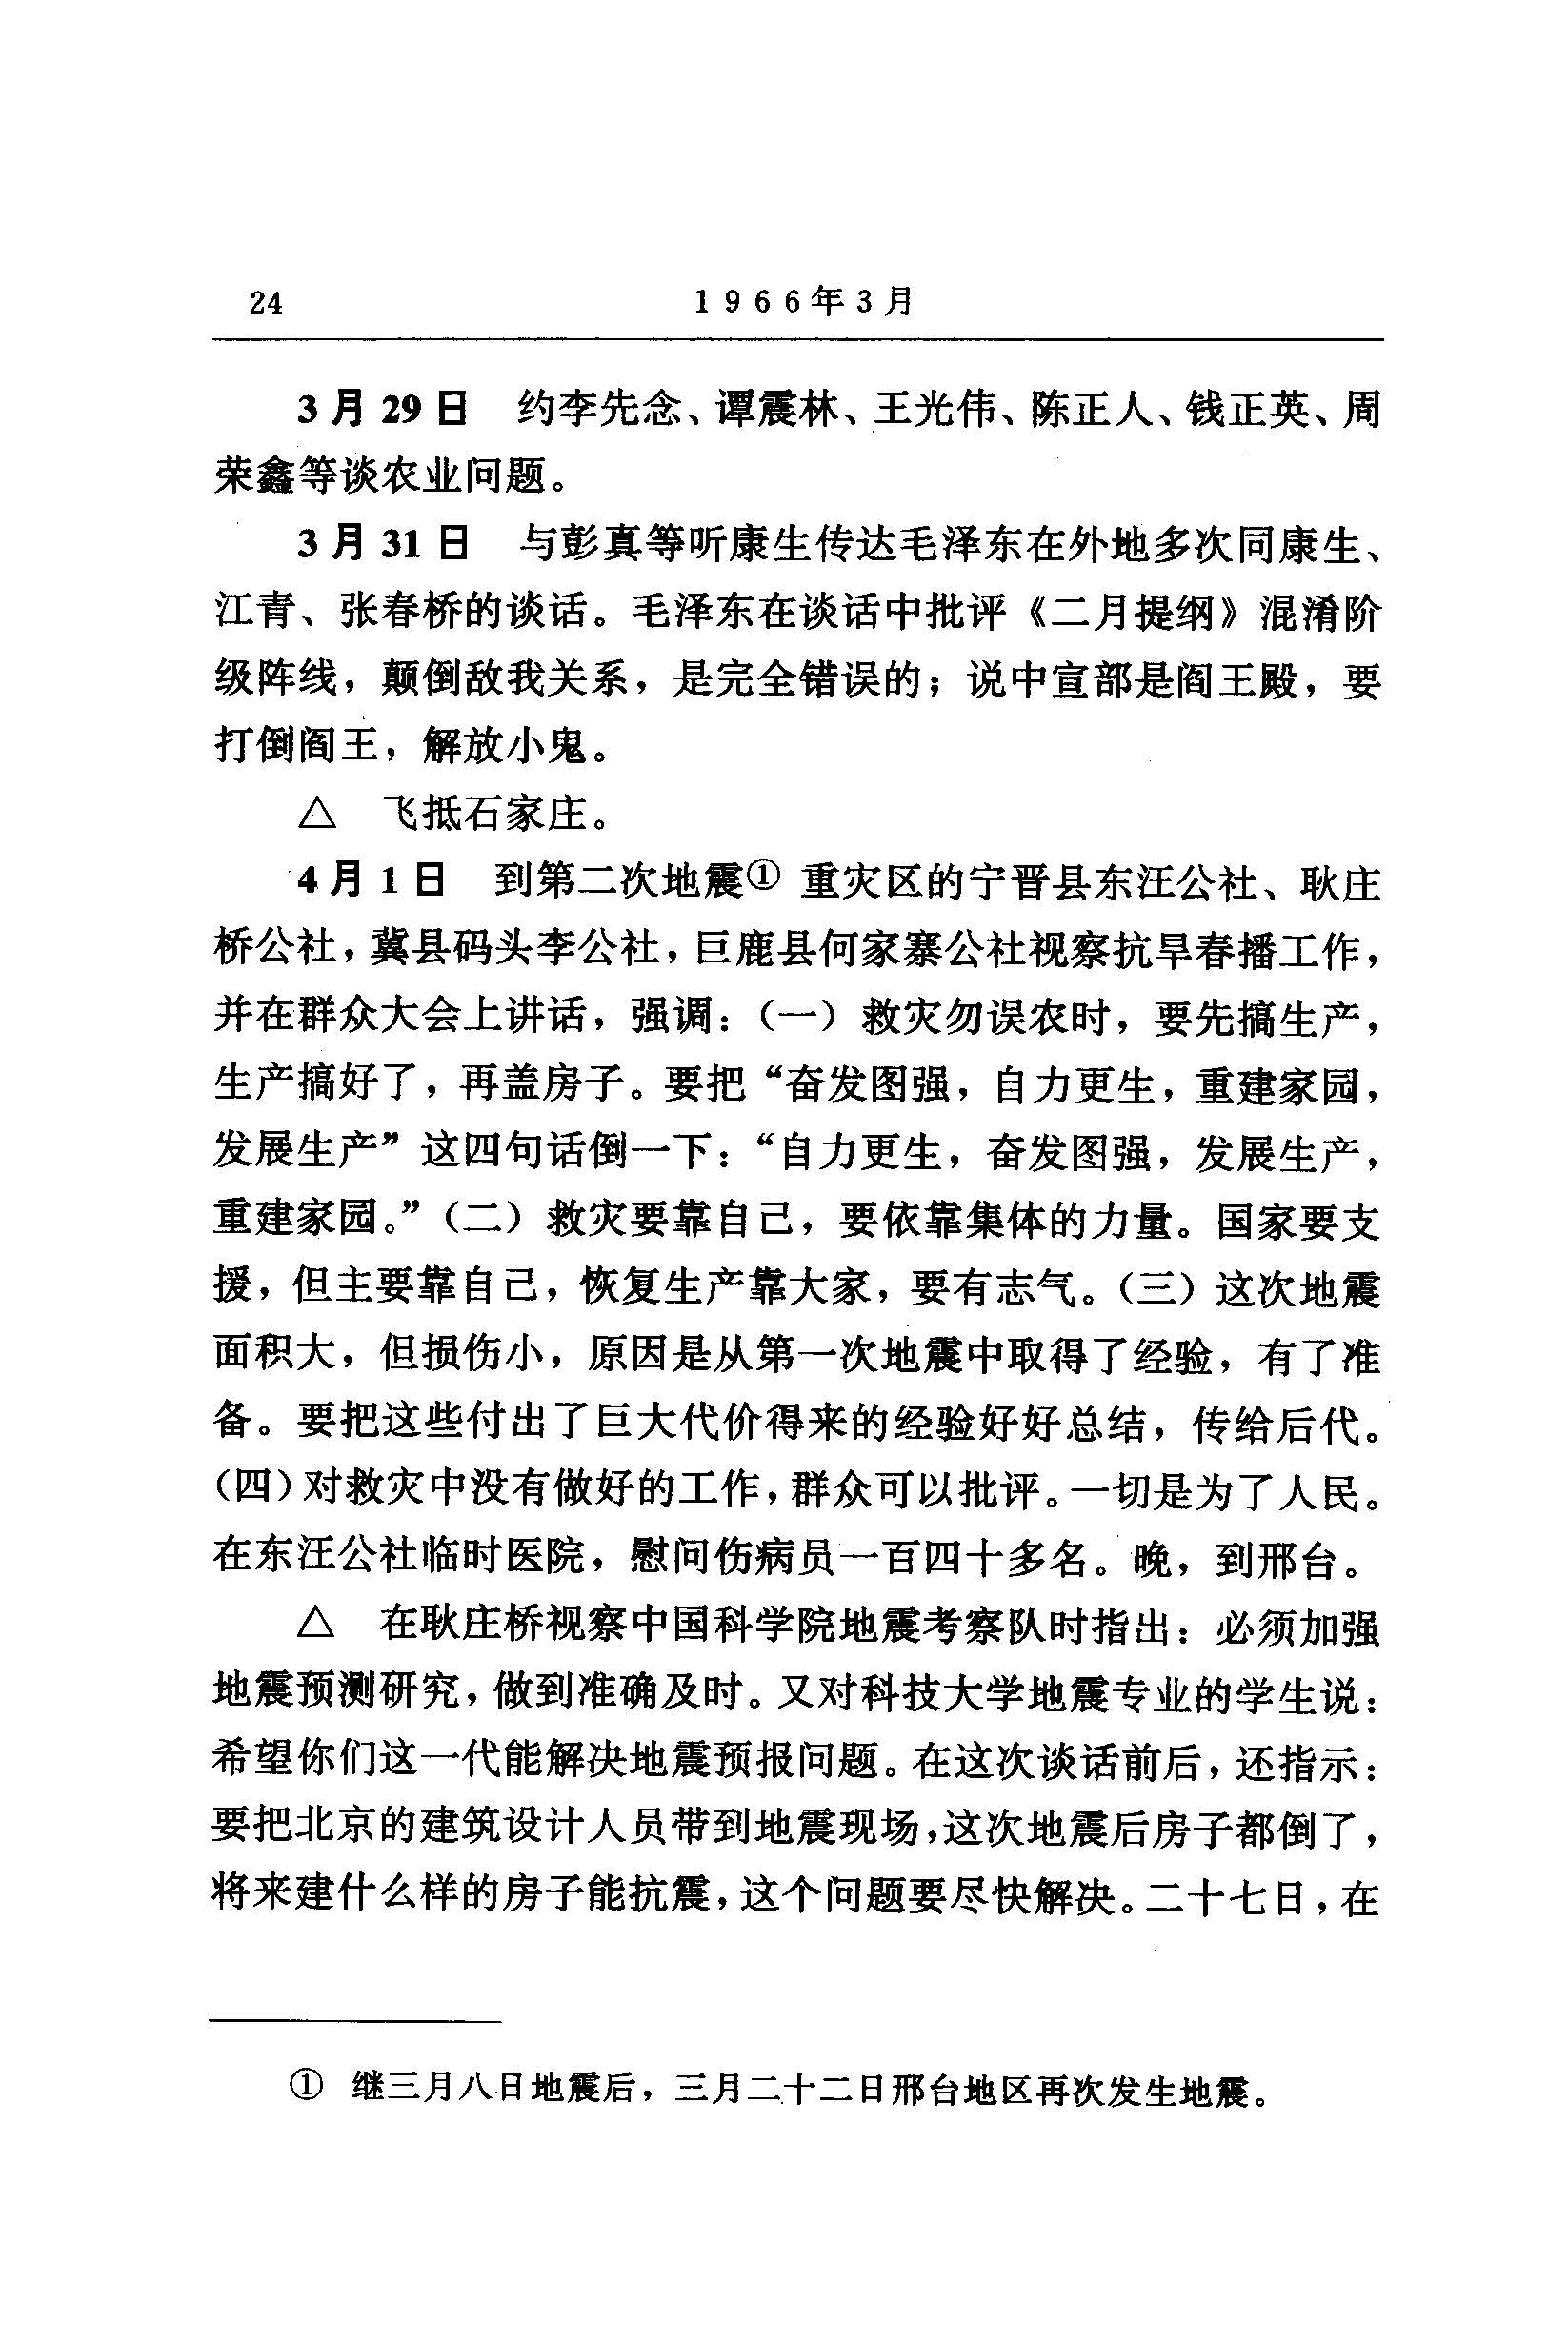 24 1966年3月
3月29日 约李先念、谭震林、王光伟、陈正人、钱正英、周
荣鑫等谈农业问题。
3月31日 与彭真等听康生传达毛泽东在外地多次同康生、
江青、张春桥的谈话。毛泽东在谈话中批评《二月提纲》混淆阶
级阵线，颠倒敌我关系，是完全错误的；说中宣部是阎王殿，要
打倒阎王，解放小鬼。
△ 飞抵石家庄。
4月1日 到第二次地震① 重灾区的宁晋县东汪公社、耿庄
桥公社，冀县码头李公社，巨鹿县何家寨公社视察抗旱春播工作，
并在群众大会上讲话，强调：（一）救灾勿误农时，要先搞生产，
生产搞好了，再盖房子。要把“奋发图强，自力更生，重建家园，
发展生产”这四句话倒一下：“自力更生，奋发图强，发展生产，
重建家园。”（二）救灾要靠自己，要依靠集体的力量。国家要支
援，但主要靠自己，恢复生产靠大家，要有志气。（三）这次地震
面积大，但损伤小，原因是从第一次地震中取得了经验，有了准
备。要把这些付出了巨大代价得来的经验好好总结，传给后代。
（四）对救灾中没有做好的工作，群众可以批评。一切是为了人民。
在东汪公社临时医院，慰问伤病员一百四十多名。晚，到邢台。
△ 在耿庄桥视察中国科学院地震考察队时指出：必须加强
地震预测研究，做到准确及时。又对科技大学地震专业的学生说：
希望你们这一代能解决地震预报问题。在这次谈话前后，还指示：
要把北京的建筑设计人员带到地震现场，这次地震后房子都倒了，
将来建什么样的房子能抗震，这个问题要尽快解决。二十七日，在
① 继三月八日地震后，三月二十二日邢台地区再次发生地震。